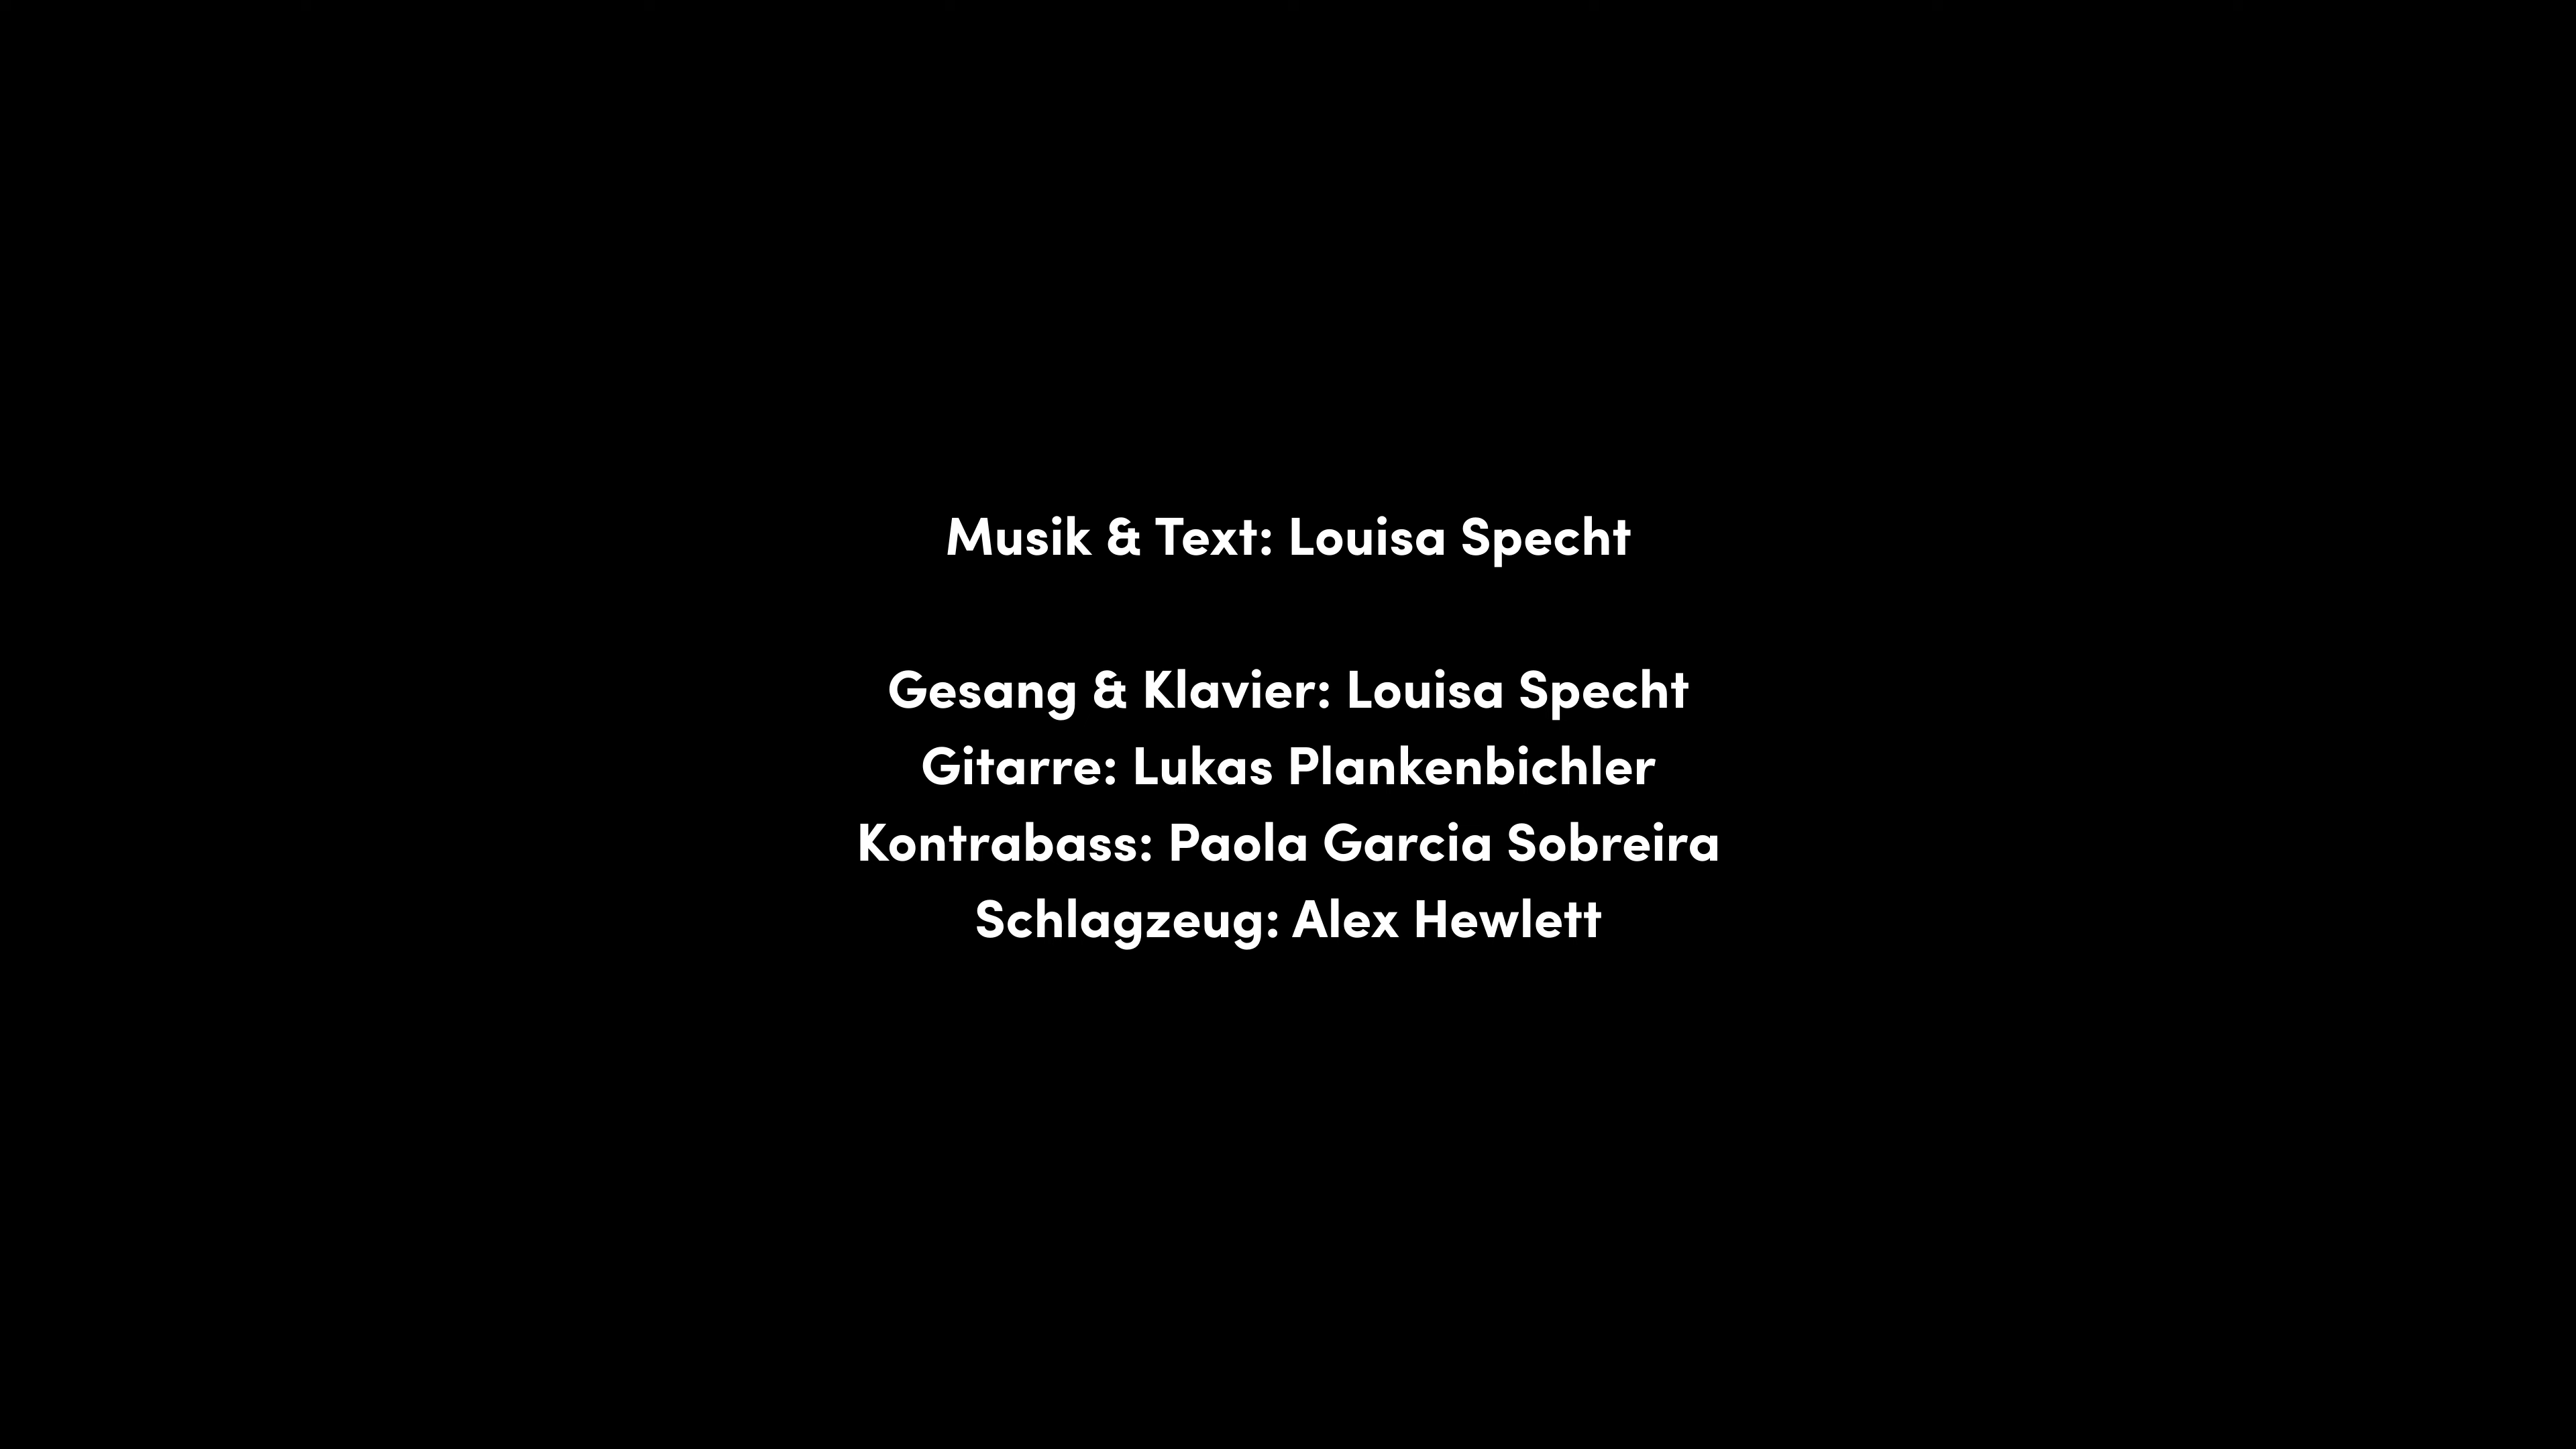 Musik & Text: Louisa Specht
Gesang & Klavier: Louisa Specht
Gitarre: Lukas Plankenbichler
Kontrabass: Paola Garcia Sobreira
Schlagzeug: Alex Hewlett